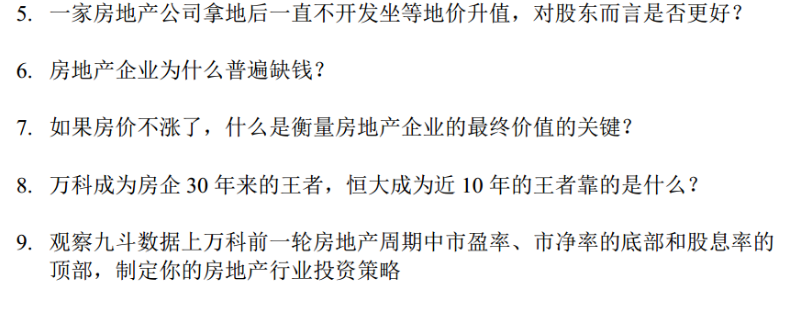 5. 一家房地产公司拿地后一直不开发坐等地价升值，对股东而言是否更好？
6. 房地产企业为什么普遍缺钱？
7. 如果房价不涨了，什么是衡量房地产企业的最终价值的关键？
8. 万科成为房企 30 年来的王者，恒大成为近 10 年的王者靠的是什么？
9. 观察九斗数据上万科前一轮房地产周期中市盈率、市净率的底部和股息率的
顶部，制定你的房地产行业投资策略